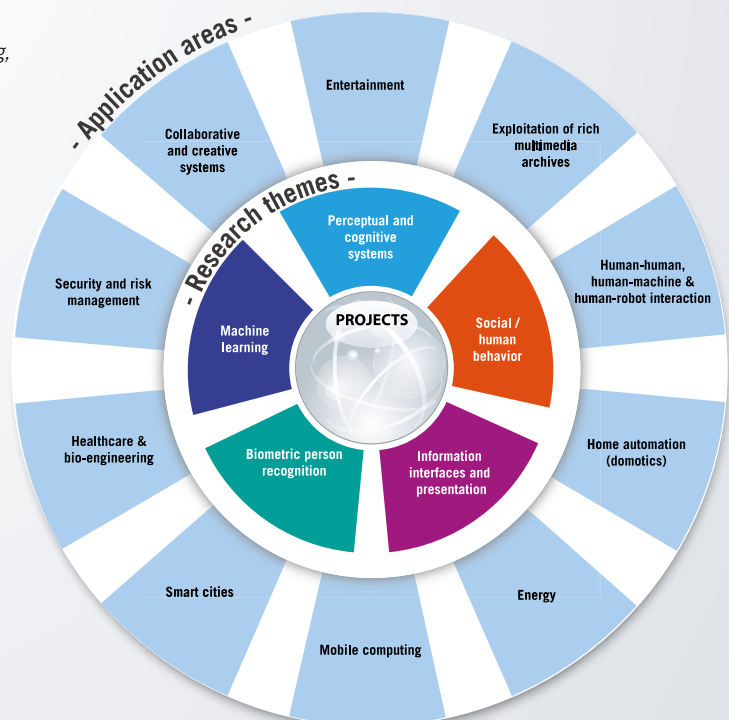 g,
- Application areas -
Entertainment
Exploitation of rich
multimedia
archives
Human-human,
human-machine &
human-robot interaction
Home automation
(domotics)
Energy
Mobile computing
Smart cities
Healthcare &
bio-engineering
Security and risk
management
Collaborative
and creative
systems
- Research themes -
Perceptual and
cognitive
systems
Social /
human
behavior
Information
interfaces and
presentation
Biometric person
recognition
Machine
learning
PROJECTS